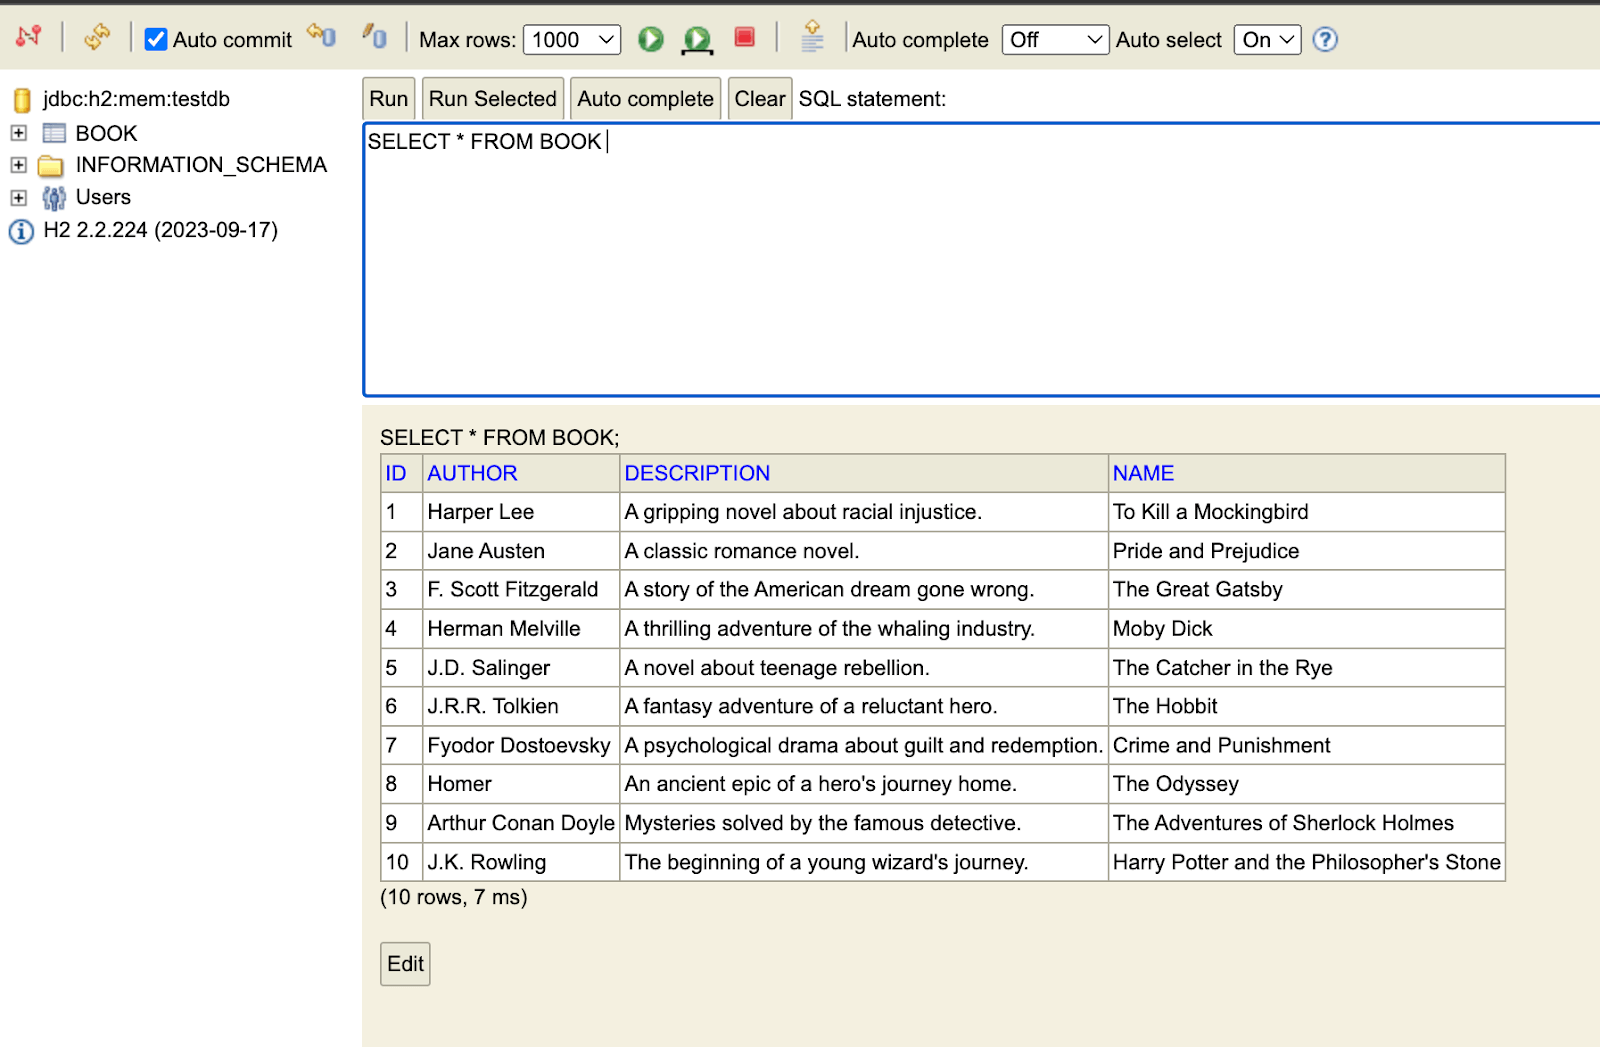 Auto commit Max rows: 1000 Auto complete Off Auto select On ?
jdbc:h2:mem:testdb
BOOK
INFORMATION_SCHEMA
Users
H2 2.2.224 (2023-09-17)
Run Run Selected Auto complete Clear SQL statement:
SELECT * FROM BOOK
SELECT * FROM BOOK;
ID AUTHOR DESCRIPTION NAME
1 Harper Lee A gripping novel about racial injustice. To Kill a Mockingbird
2 Jane Austen A classic romance novel. Pride and Prejudice
3 F. Scott Fitzgerald A story of the American dream gone wrong. The Great Gatsby
4 Herman Melville A thrilling adventure of the whaling industry. Moby Dick
5 J.D. Salinger A novel about teenage rebellion. The Catcher in the Rye
6 J.R.R. Tolkien A fantasy adventure of a reluctant hero. The Hobbit
7 Fyodor Dostoevsky A psychological drama about guilt and redemption. Crime and Punishment
8 Homer An ancient epic of a hero's journey home. The Odyssey
9 Arthur Conan Doyle Mysteries solved by the famous detective. The Adventures of Sherlock Holmes
10 J.K. Rowling The beginning of a young wizard's journey. Harry Potter and the Philosopher's Stone
(10 rows, 7 ms)
Edit